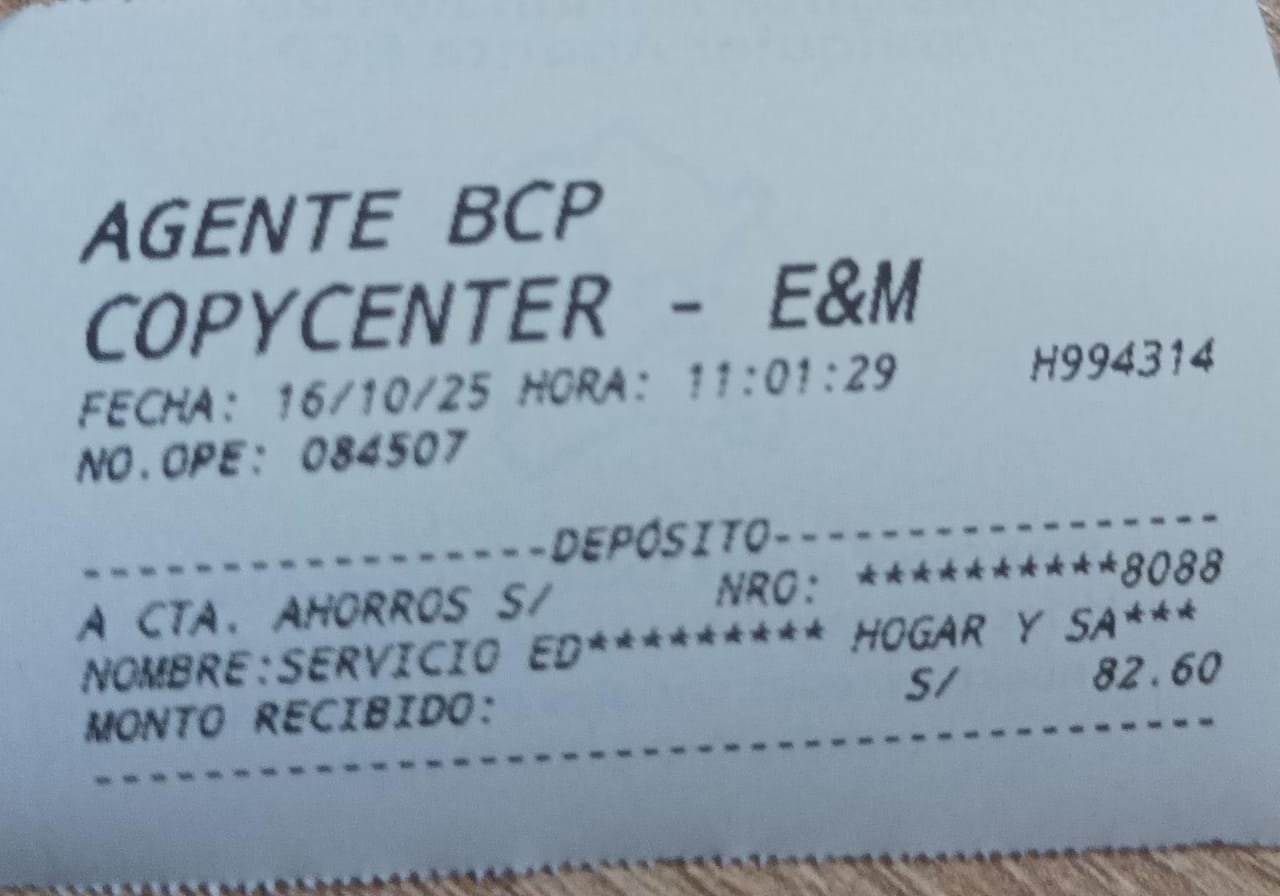 AGENTE BCP
COPYCENTER - E&M
FECHA: 16/10/25 HORA: 11:01:29 H994314
NO.OPE: 084507
-----------------DEPÓSITO-----------------
A CTA. AHORROS S/ NRO: **********8088
NOMBRE:SERVICIO ED********* HOGAR Y SA***
MONTO RECIBIDO: S/ 82.60
-----------------------------------------